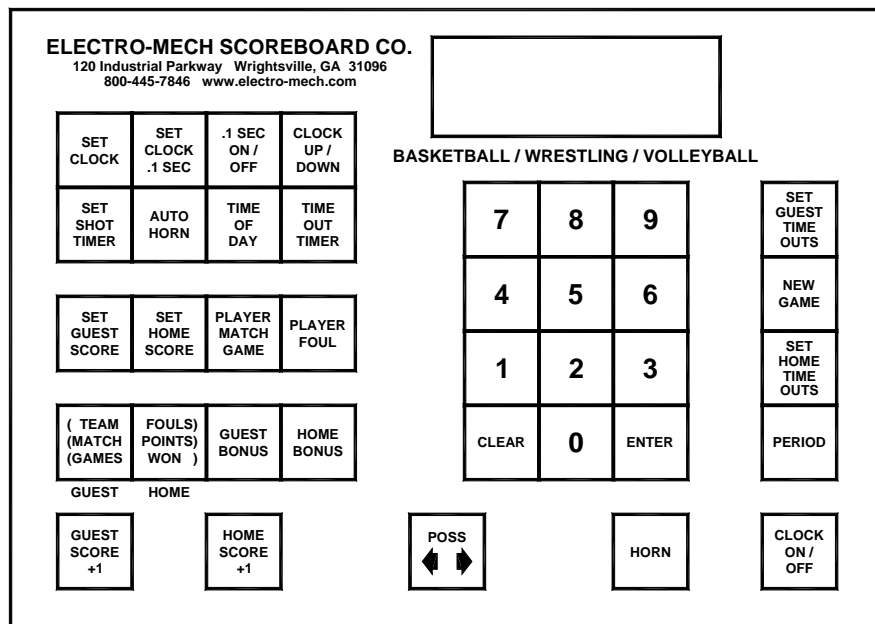 ELECTRO-MECH SCOREBOARD CO.
120 Industrial Parkway Wrightsville, GA 31096
800-445-7846 www.electro-mech.com
SET
CLOCK
SET
CLOCK
.1 SEC
.1 SEC
ON /
OFF
CLOCK
UP /
DOWN
SET
SHOT
TIMER
AUTO
HORN
TIME
OF
DAY
TIME
OUT
TIMER
SET
GUEST
SCORE
SET
HOME
SCORE
PLAYER
MATCH
GAME
PLAYER
FOUL
( TEAM FOULS)
(MATCH POINTS)
(GAMES WON )
GUEST
BONUS
HOME
BONUS
GUEST HOME
GUEST
SCORE
+1
HOME
SCORE
+1
BASKETBALL / WRESTLING / VOLLEYBALL
7 8 9
4 5 6
1 2 3
CLEAR 0 ENTER
SET
GUEST
TIME
OUTS
NEW
GAME
SET
HOME
TIME
OUTS
PERIOD
POSS
HORN
CLOCK
ON /
OFF